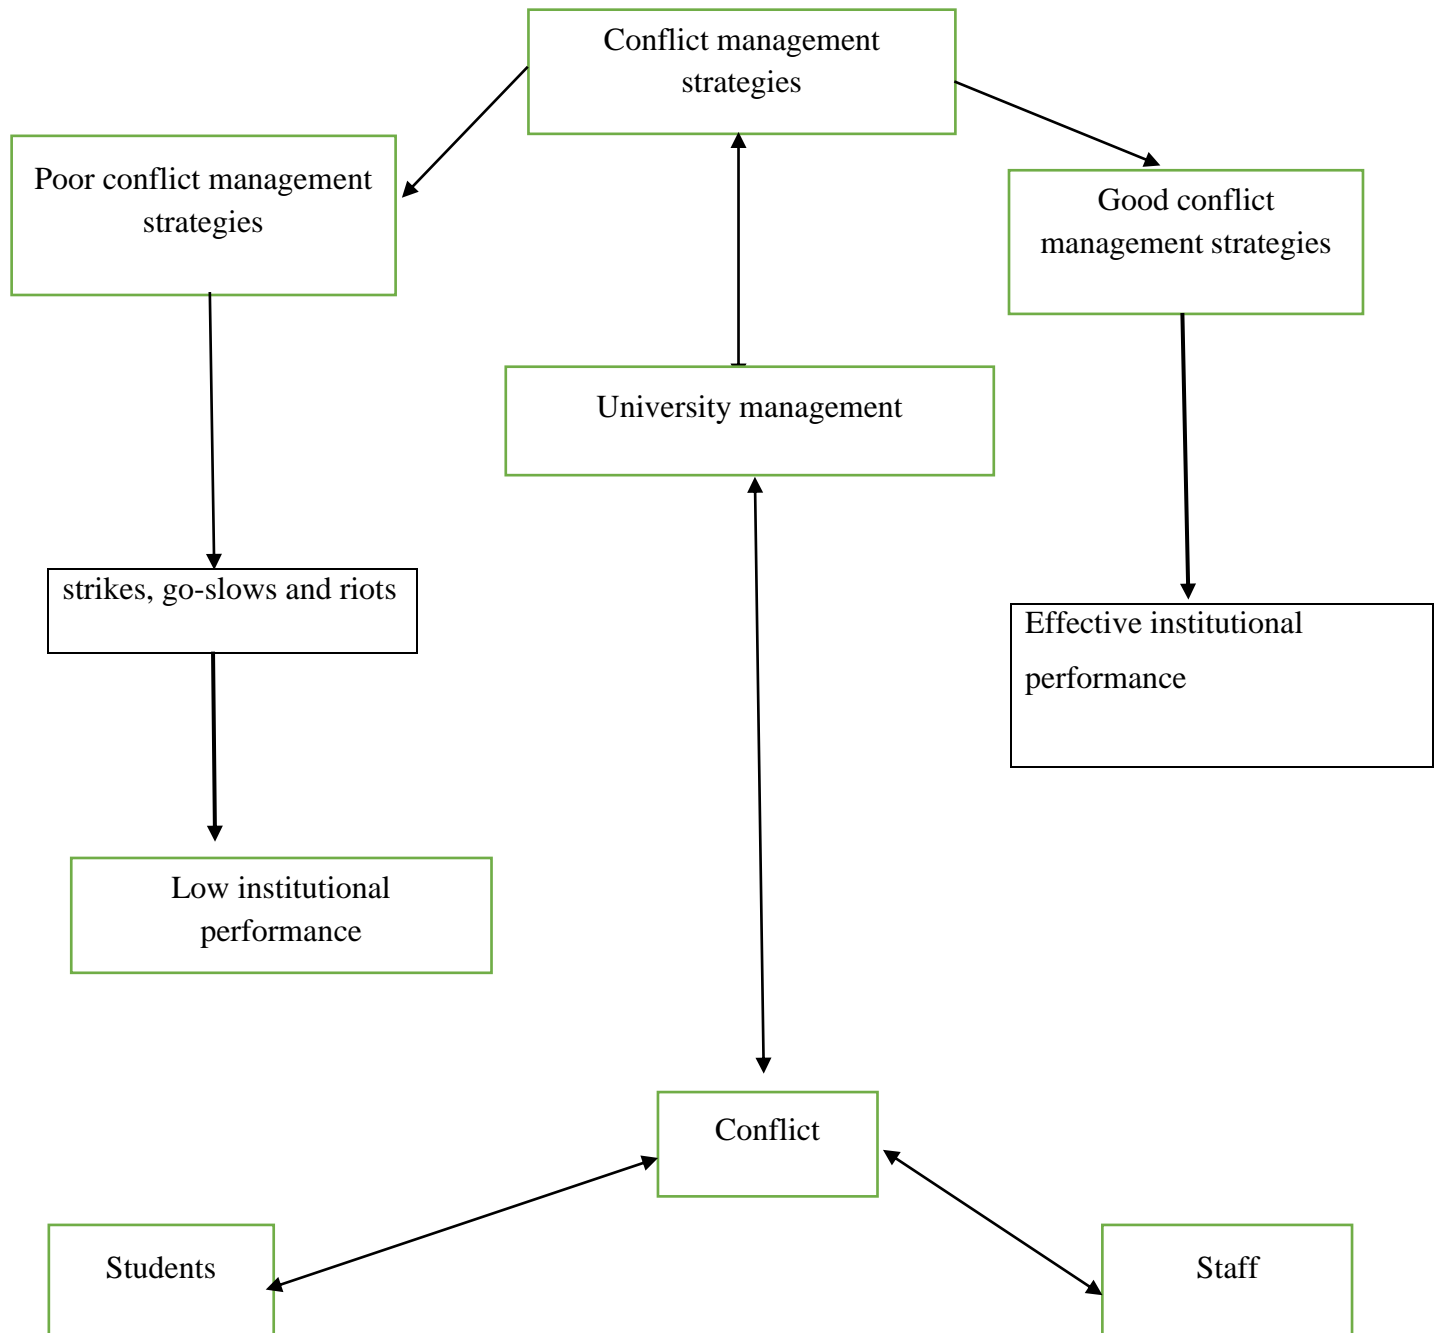 Conflict management
strategies
Poor conflict management
strategies
Good conflict
management strategies
University management
strikes, go-slows and riots
Effective institutional
performance
Low institutional
performance
Conflict
Students
Staff